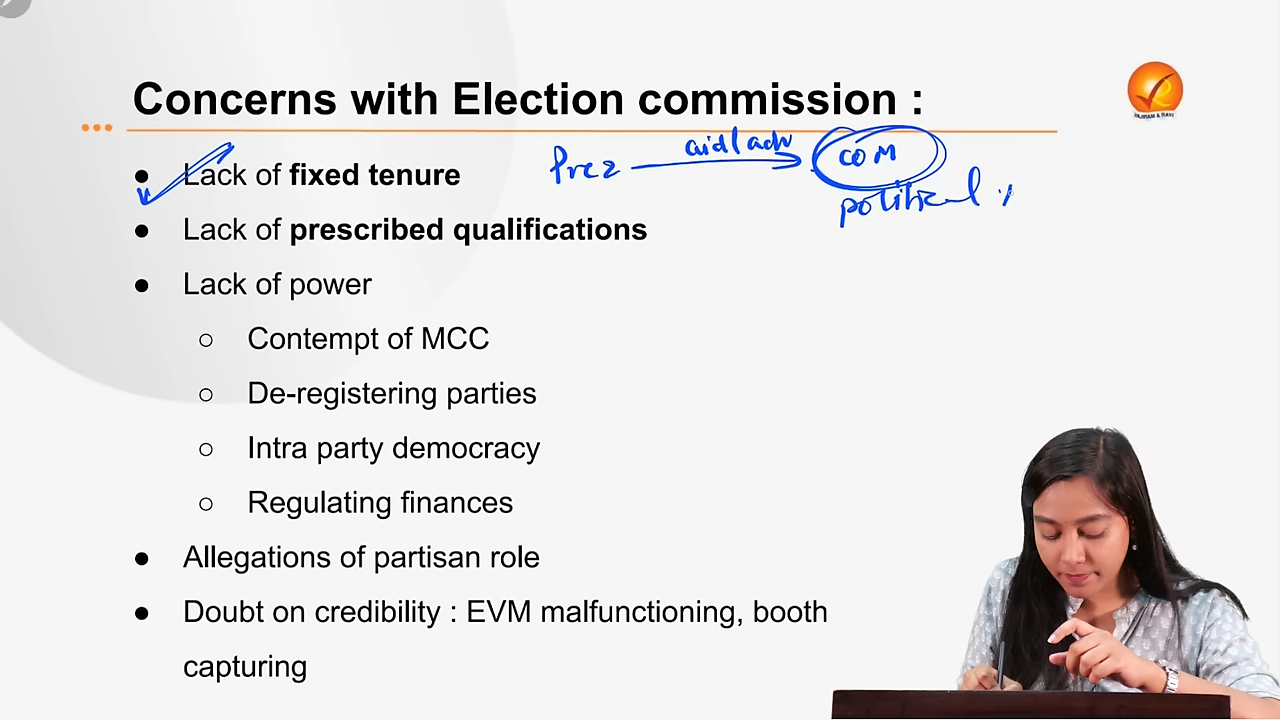 Concerns with Election commission :
VAJIRAM & RAVI
Lack of fixed tenure
Prez aid/adv COM
political
Lack of prescribed qualifications
Lack of power
Contempt of MCC
De-registering parties
Intra party democracy
Regulating finances
Allegations of partisan role
Doubt on credibility : EVM malfunctioning, booth
capturing